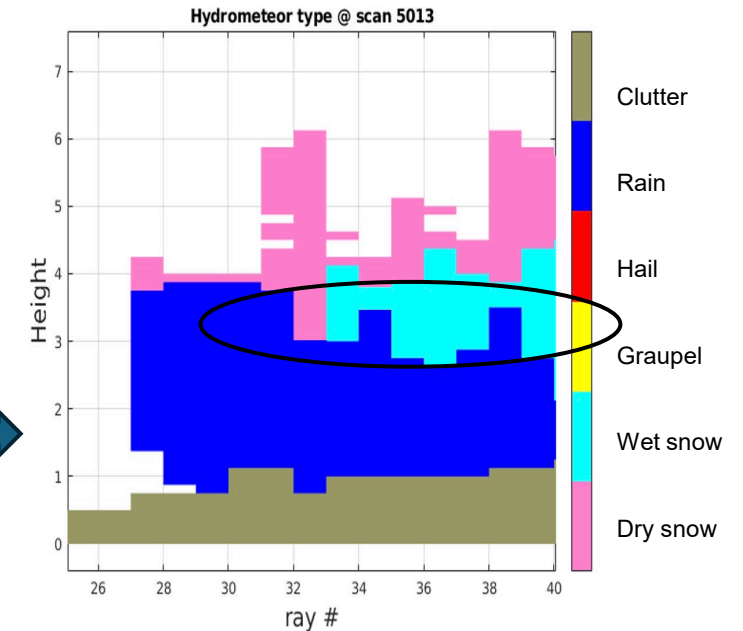 Hydrometeor type @ scan 5013
7
6
5
4
3
2
1
0
Height
26 28 30 32 34 36 38 40
ray #
Clutter
Rain
Hail
Graupel
Wet snow
Dry snow